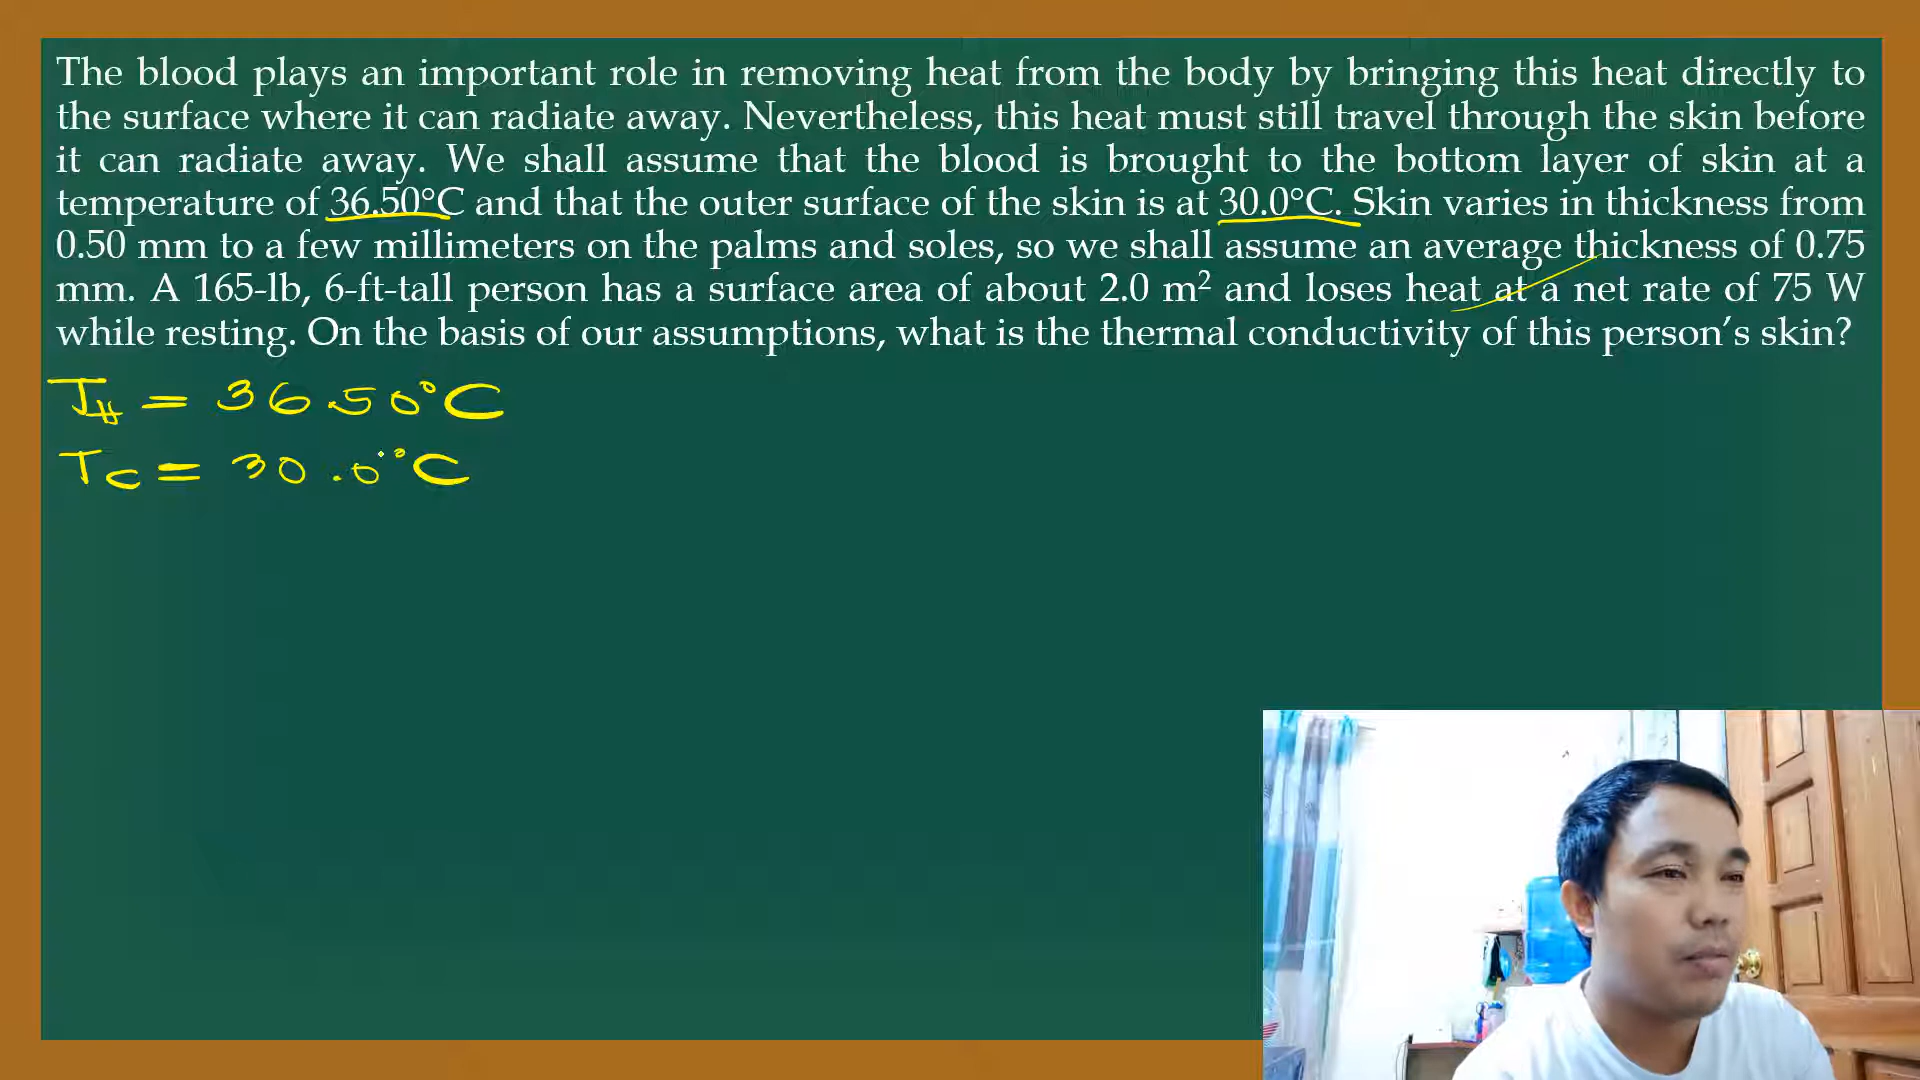 The blood plays an important role in removing heat from the body by bringing this heat directly to
the surface where it can radiate away. Nevertheless, this heat must still travel through the skin before
it can radiate away. We shall assume that the blood is brought to the bottom layer of skin at a
temperature of 36.50°C and that the outer surface of the skin is at 30.0°C. Skin varies in thickness from
0.50 mm to a few millimeters on the palms and soles, so we shall assume an average thickness of 0.75
mm. A 165-lb, 6-ft-tall person has a surface area of about 2.0 m² and loses heat at a net rate of 75 W
while resting. On the basis of our assumptions, what is the thermal conductivity of this person’s skin?
T_H = 36.50°C
T_C = 30.0°C